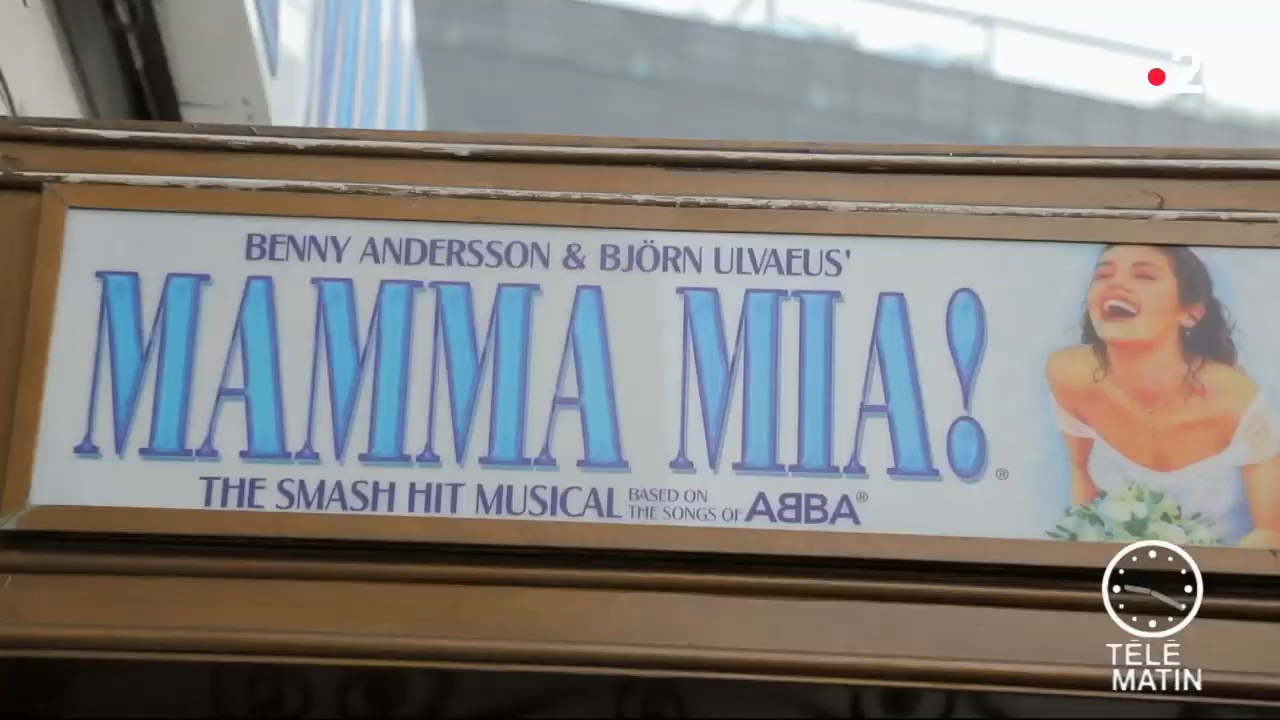 2
BENNY ANDERSSON & BJÖRN ULVAEUS'
MAMMA MIA!®
THE SMASH HIT MUSICAL BASED ON THE SONGS OF ABBA®
TÉLÉ
MATIN